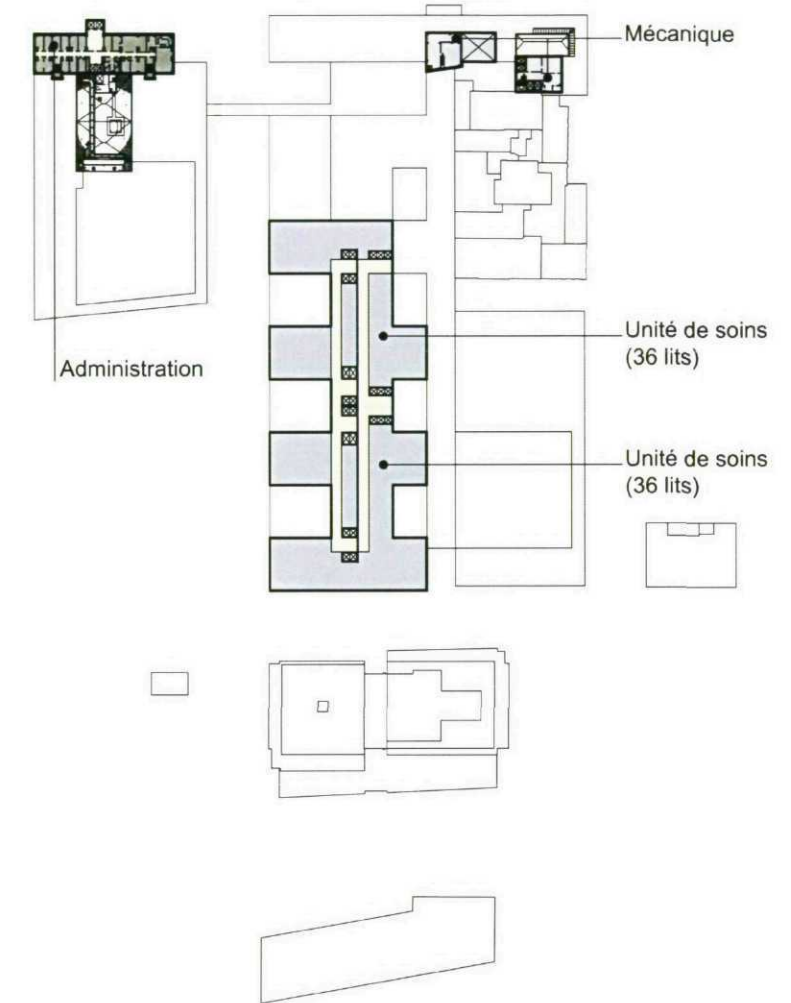 Mécanique
Unité de soins
(36 lits)
Administration
Unité de soins
(36 lits)